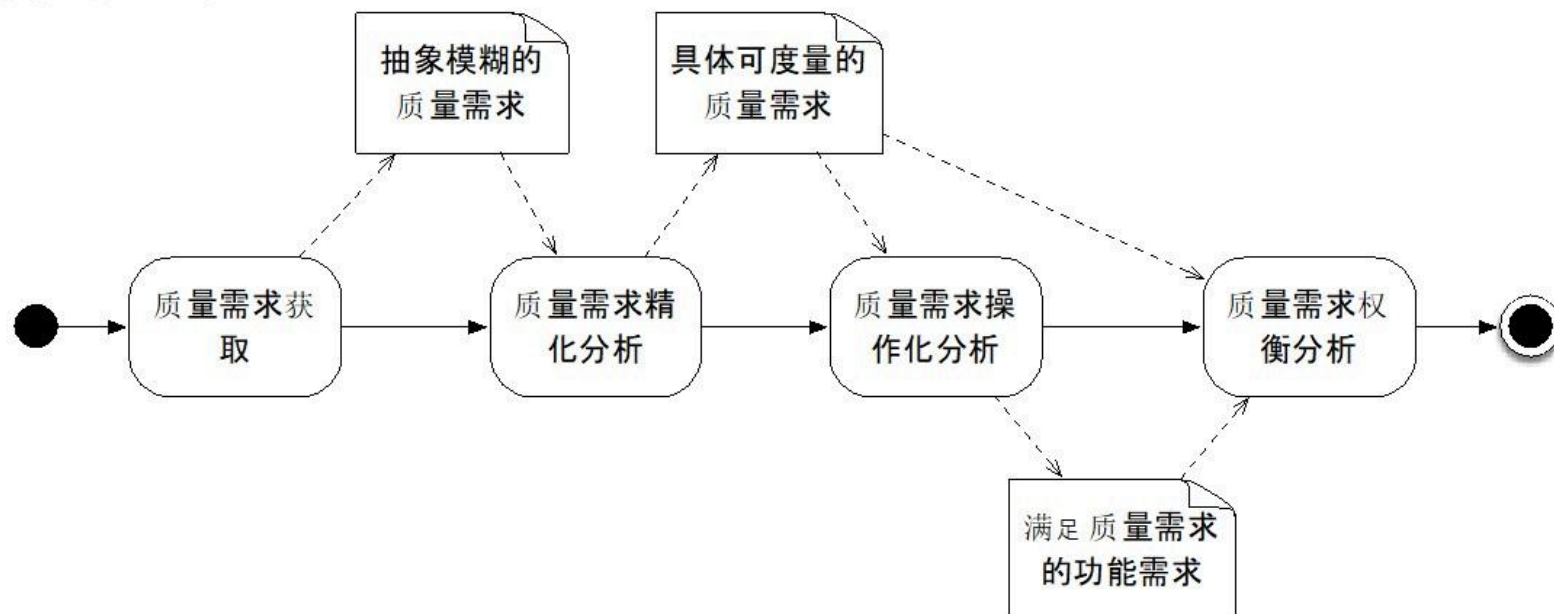 抽象模糊的
质量需求
具体可度量的
质量需求
质量需求获
取
质量需求精
化分析
质量需求操
作化分析
质量需求权
衡分析
满足质量需求
的功能需求